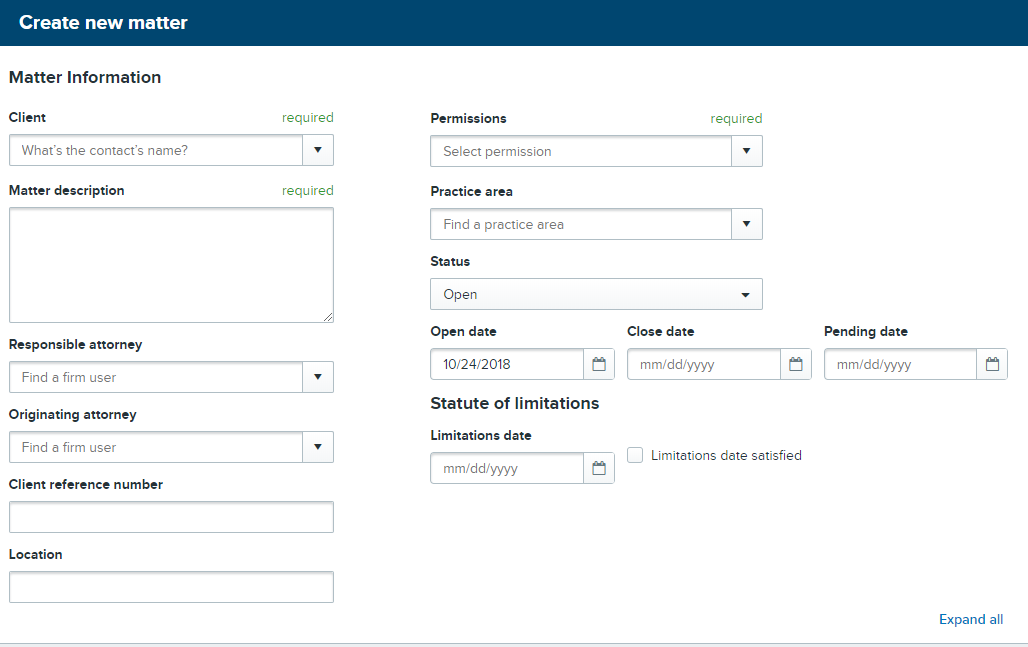 Create new matter
Matter Information
Client required
What's the contact's name?
Matter description required
Responsible attorney
Find a firm user
Originating attorney
Find a firm user
Client reference number
Location
Permissions required
Select permission
Practice area
Find a practice area
Status
Open
Open date Close date Pending date
10/24/2018 mm/dd/yyyy mm/dd/yyyy
Statute of limitations
Limitations date
mm/dd/yyyy Limitations date satisfied
Expand all